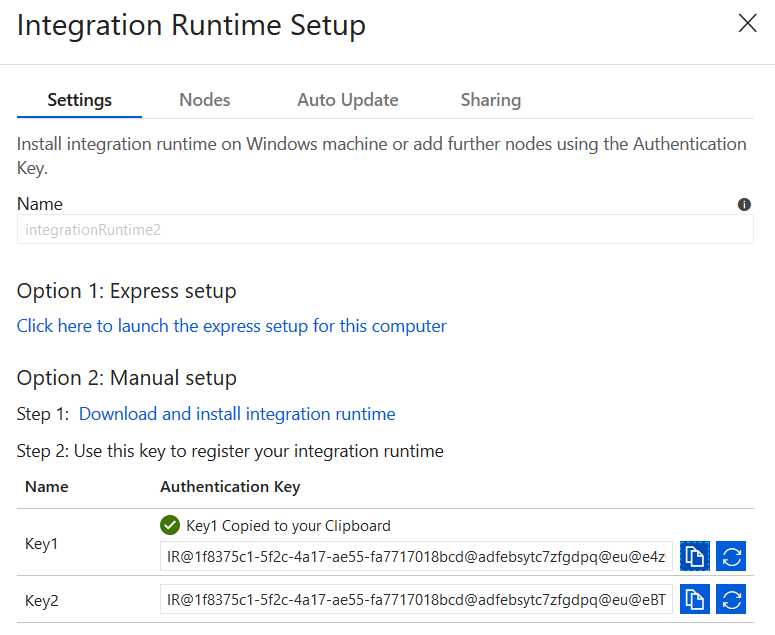 Integration Runtime Setup
Settings Nodes Auto Update Sharing
Install integration runtime on Windows machine or add further nodes using the Authentication
Key.
Name
integrationRuntime2
Option 1: Express setup
Click here to launch the express setup for this computer
Option 2: Manual setup
Step 1: Download and install integration runtime
Step 2: Use this key to register your integration runtime
Name Authentication Key
Key1 Copied to your Clipboard
Key1
IR@1f8375c1-5f2c-4a17-ae55-fa7717018bcd@adfebsytc7zfgdpq@eu@e4z
Key2 IR@1f8375c1-5f2c-4a17-ae55-fa7717018bcd@adfebsytc7zfgdpq@eu@eBT